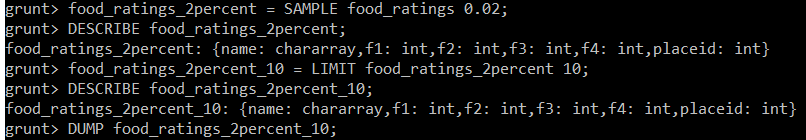 grunt> food_ratings_2percent = SAMPLE food_ratings 0.02;
grunt> DESCRIBE food_ratings_2percent;
food_ratings_2percent: {name: chararray,f1: int,f2: int,f3: int,f4: int,placeid: int}
grunt> food_ratings_2percent_10 = LIMIT food_ratings_2percent 10;
grunt> DESCRIBE food_ratings_2percent_10;
food_ratings_2percent_10: {name: chararray,f1: int,f2: int,f3: int,f4: int,placeid: int}
grunt> DUMP food_ratings_2percent_10;